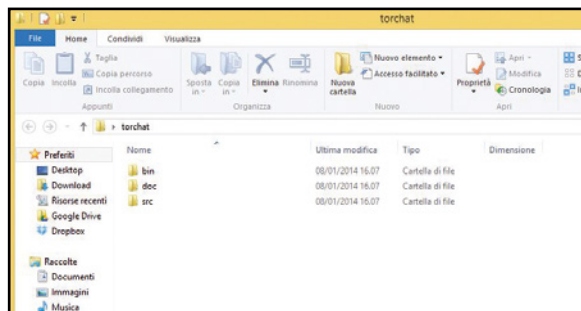 torchat
File Home Condividi Visualizza
Copia Incolla
Taglia
Copia percorso
Incolla collegamento
Appunti
Sposta in
Copia in
Elimina Rinomina
Organizza
Nuova cartella
Nuovo elemento
Accesso facilitato
Nuovo
Proprietà
Apri
Modifica
Cronologia
Apri
torchat
Nome Ultima modifica Tipo Dimensione
bin 08/01/2014 16.07 Cartella di file
doc 08/01/2014 16.07 Cartella di file
src 08/01/2014 16.07 Cartella di file
Preferiti
Desktop
Download
Risorse recenti
Google Drive
Dropbox
Raccolte
Documenti
Immagini
Musica